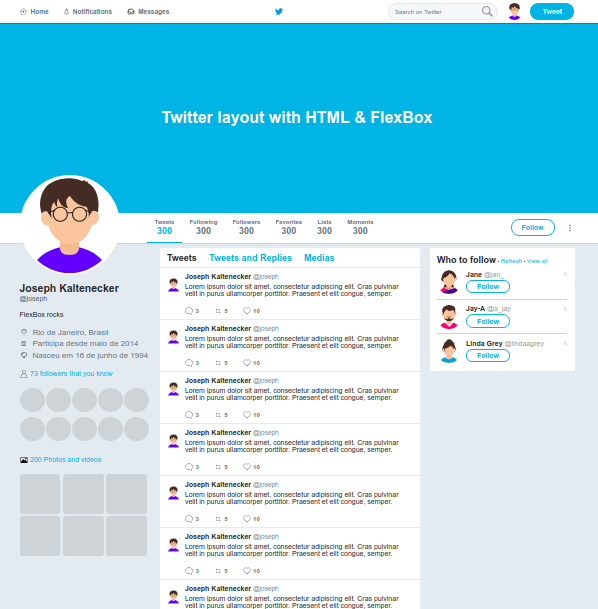 Home Notifications Messages Search on Twitter Tweet
Twitter layout with HTML & FlexBox
Tweets Following Followers Favorites Lists Moments
300 300 300 300 300 300
Follow
Joseph Kaltenecker
@joseph
FlexBox rocks
Rio de Janeiro, Brasil
Participa desde maio de 2014
Nasceu em 16 de junho de 1994
73 followers that you know
200 Photos and videos
Tweets Tweets and Replies Medias
Joseph Kaltenecker @joseph
Lorem ipsum dolor sit amet, consectetur adipiscing elit. Cras pulvinar
velit in purus ullamcorper porttitor. Praesent et elit congue, semper.
3 5 10
Joseph Kaltenecker @joseph
Lorem ipsum dolor sit amet, consectetur adipiscing elit. Cras pulvinar
velit in purus ullamcorper porttitor. Praesent et elit congue, semper.
3 5 10
Joseph Kaltenecker @joseph
Lorem ipsum dolor sit amet, consectetur adipiscing elit. Cras pulvinar
velit in purus ullamcorper porttitor. Praesent et elit congue, semper.
3 5 10
Joseph Kaltenecker @joseph
Lorem ipsum dolor sit amet, consectetur adipiscing elit. Cras pulvinar
velit in purus ullamcorper porttitor. Praesent et elit congue, semper.
3 5 10
Joseph Kaltenecker @joseph
Lorem ipsum dolor sit amet, consectetur adipiscing elit. Cras pulvinar
velit in purus ullamcorper porttitor. Praesent et elit congue, semper.
3 5 10
Joseph Kaltenecker @joseph
Lorem ipsum dolor sit amet, consectetur adipiscing elit. Cras pulvinar
velit in purus ullamcorper porttitor. Praesent et elit congue, semper.
3 5 10
Joseph Kaltenecker @joseph
Lorem ipsum dolor sit amet, consectetur adipiscing elit. Cras pulvinar
velit in purus ullamcorper porttitor. Praesent et elit congue, semper.
Who to follow • Refresh • View all
Jane @jan_ x
Follow
Jay-A @a_jay x
Follow
Linda Grey @lindaagrey x
Follow